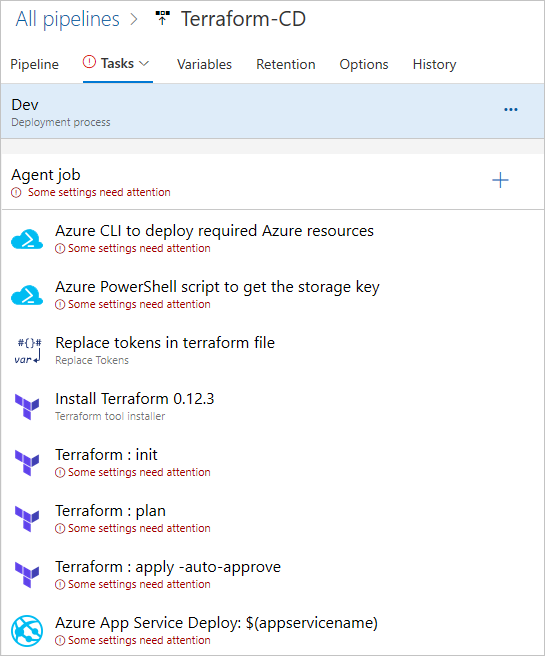 All pipelines > Terraform-CD
Pipeline Tasks Variables Retention Options History
Dev
Deployment process
...
Agent job
Some settings need attention
+
Azure CLI to deploy required Azure resources
Some settings need attention
Azure PowerShell script to get the storage key
Some settings need attention
#{}#
var
Replace tokens in terraform file
Replace Tokens
Install Terraform 0.12.3
Terraform tool installer
Terraform : init
Some settings need attention
Terraform : plan
Some settings need attention
Terraform : apply -auto-approve
Some settings need attention
Azure App Service Deploy: $(appservicename)
Some settings need attention